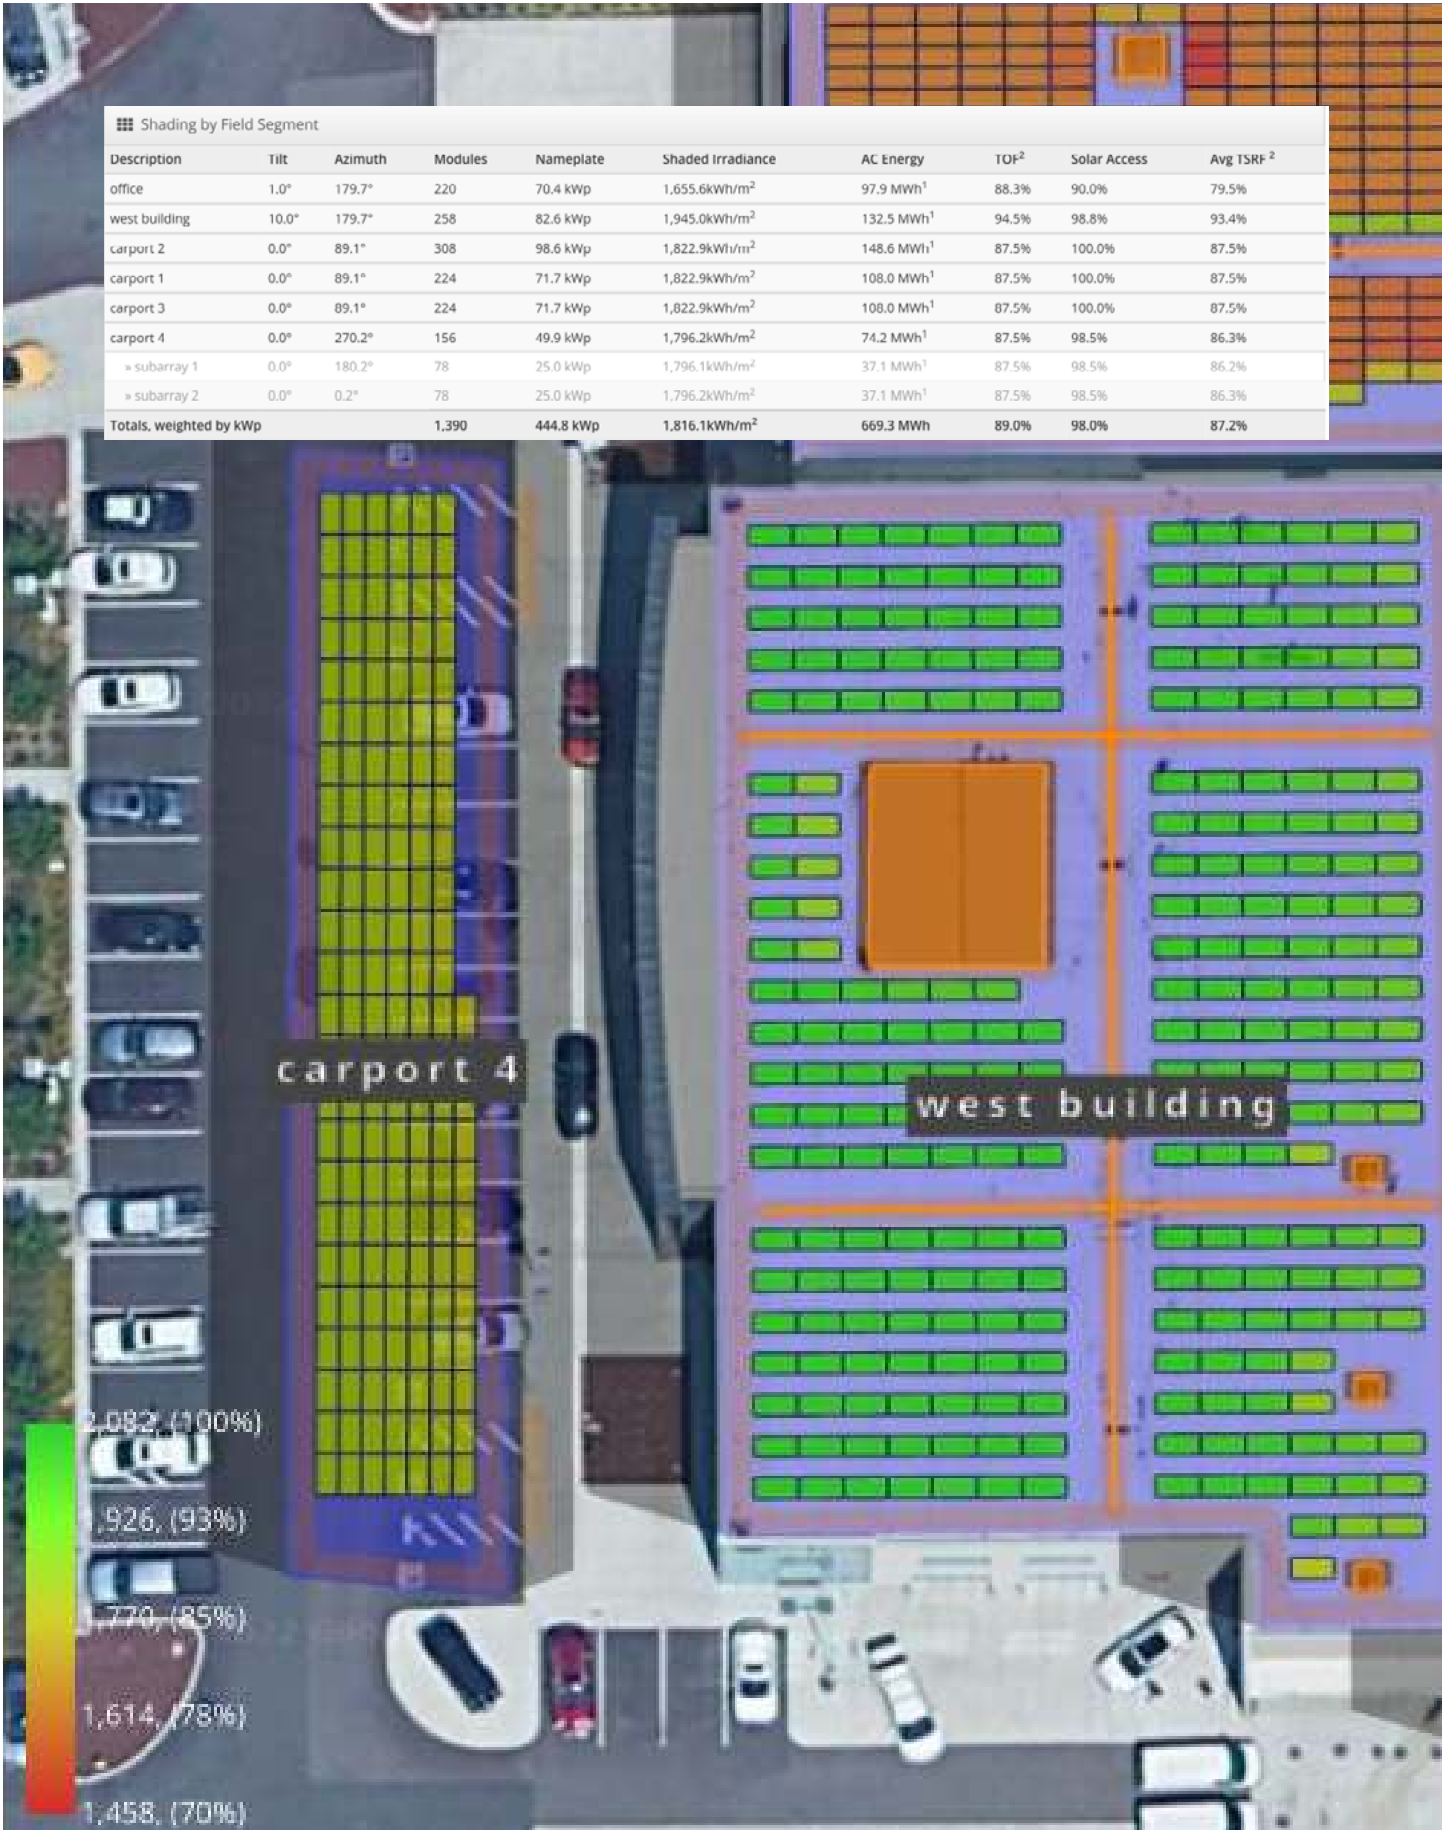 Shading by Field Segment
Description Tilt Azimuth Modules Nameplate Shaded Irradiance AC Energy TOF² Solar Access Avg TSRF ²
office 1.0° 179.7° 220 70.4 kWp 1,655.6kWh/m² 97.9 MWh¹ 88.3% 90.0% 79.5%
west building 10.0° 179.7° 258 82.6 kWp 1,945.0kWh/m² 132.5 MWh¹ 94.5% 98.8% 93.4%
carport 2 0.0° 89.1° 308 98.6 kWp 1,822.9kWh/m² 148.6 MWh¹ 87.5% 100.0% 87.5%
carport 1 0.0° 89.1° 224 71.7 kWp 1,822.9kWh/m² 108.0 MWh¹ 87.5% 100.0% 87.5%
carport 3 0.0° 89.1° 224 71.7 kWp 1,822.9kWh/m² 108.0 MWh¹ 87.5% 100.0% 87.5%
carport 4 0.0° 270.2° 156 49.9 kWp 1,796.2kWh/m² 74.2 MWh¹ 87.5% 98.5% 86.3%
» subarray 1 0.0° 180.2° 78 25.0 kWp 1,796.1kWh/m² 37.1 MWh¹ 87.5% 98.5% 86.2%
» subarray 2 0.0° 0.2° 78 25.0 kWp 1,796.2kWh/m² 37.1 MWh¹ 87.5% 98.5% 86.3%
Totals, weighted by kWp 1,390 444.8 kWp 1,816.1kWh/m² 669.3 MWh 89.0% 98.0% 87.2%
carport 4
west building
2,082, (100%)
1,926, (93%)
1,770, (85%)
1,614, (78%)
1,458, (70%)